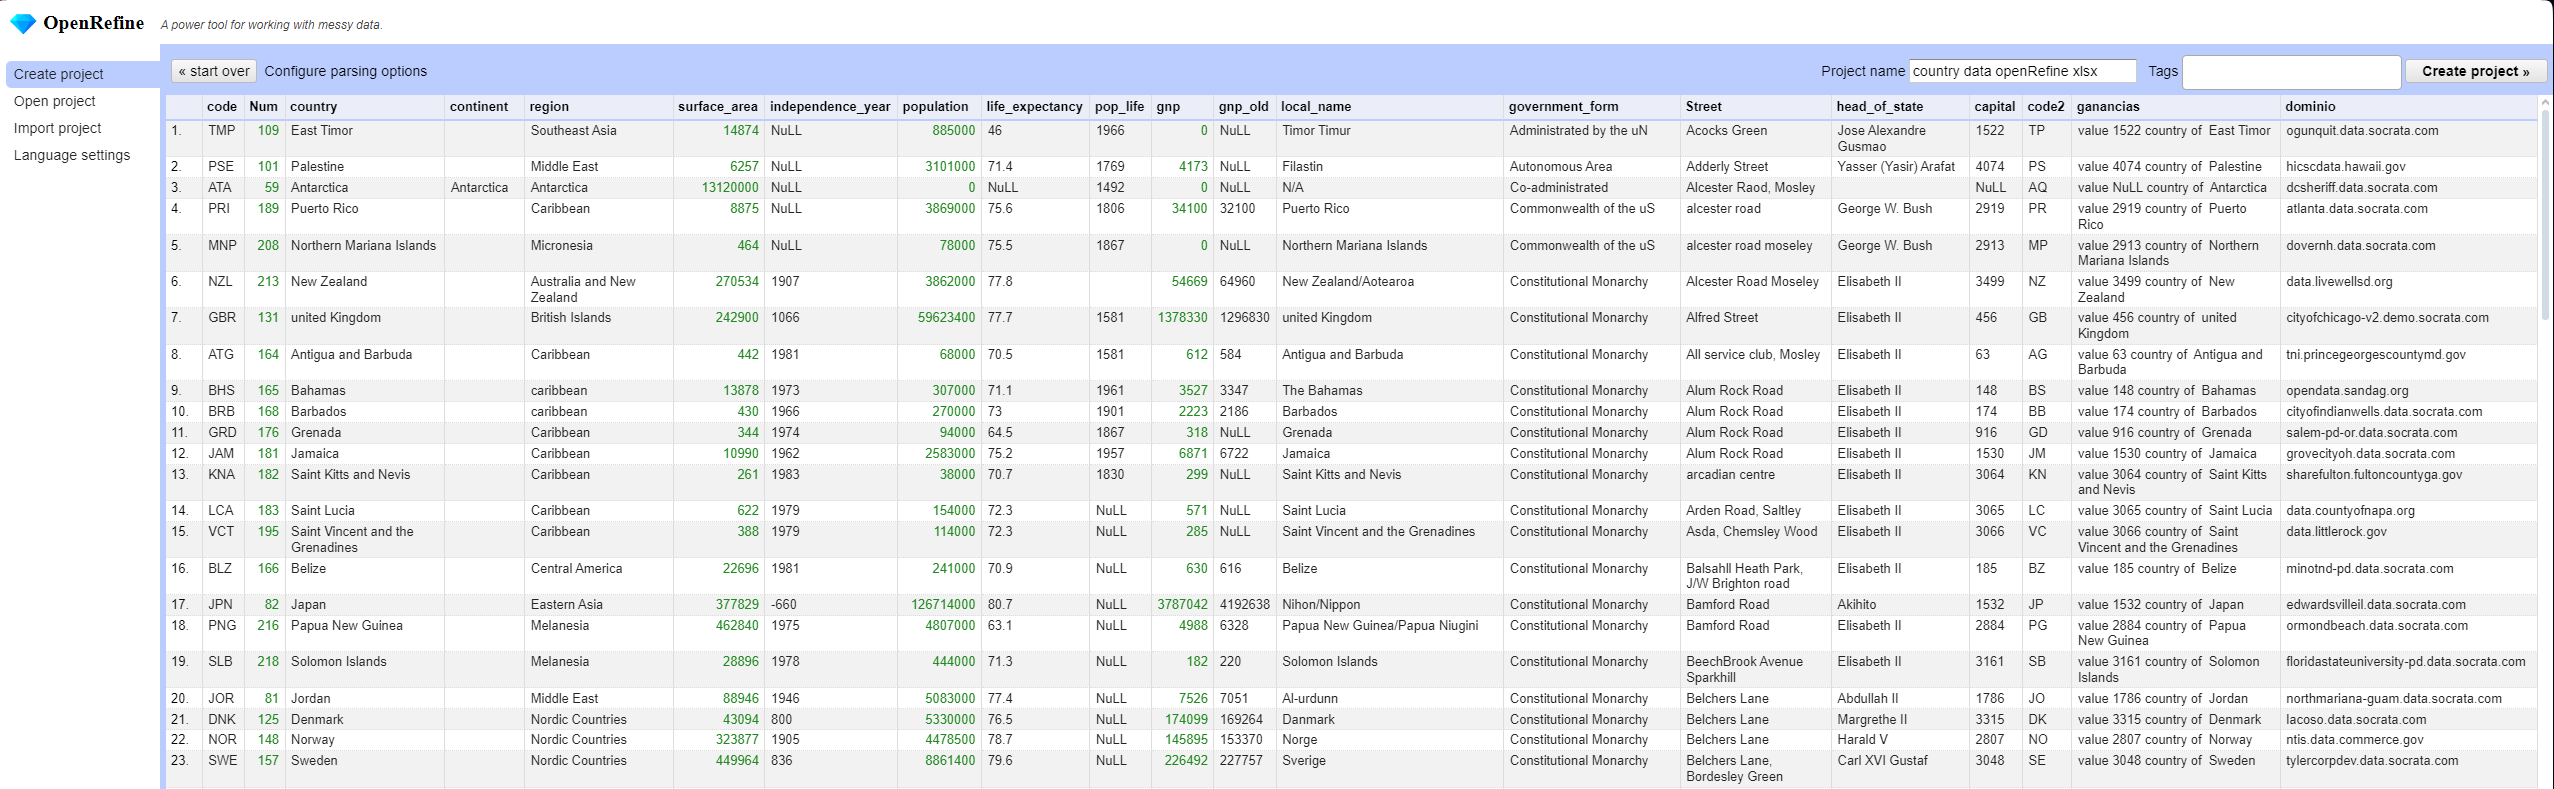 OpenRefine A power tool for working with messy data.
Create project
Open project
Import project
Language settings
« start over Configure parsing options Project name country data openRefine xlsx Tags Create project »
code Num country continent region surface_area independence_year population life_expectancy pop_life gnp gnp_old local_name government_form Street head_of_state capital code2 ganancias dominio
1. TMP 109 East Timor Southeast Asia 14874 NuLL 885000 46 1966 0 NuLL Timor Timur Administrated by the uN Acocks Green Jose Alexandre 1522 TP value 1522 country of East Timor ogunquit.data.socrata.com
Gusmao
2. PSE 101 Palestine Middle East 6257 NuLL 3101000 71.4 1769 4173 NuLL Filastin Autonomous Area Adderly Street Yasser (Yasir) Arafat 4074 PS value 4074 country of Palestine hicscdata.hawaii.gov
3. ATA 59 Antarctica Antarctica Antarctica 13120000 NuLL 0 NuLL 1492 0 NuLL N/A Co-administrated Alcester Raod, Mosley NuLL AQ value NuLL country of Antarctica dcsheriff.data.socrata.com
4. PRI 189 Puerto Rico Caribbean 8875 NuLL 3869000 75.6 1806 34100 32100 Puerto Rico Commonwealth of the uS alcester road George W. Bush 2919 PR value 2919 country of Puerto atlanta.data.socrata.com
Rico
5. MNP 208 Northern Mariana Islands Micronesia 464 NuLL 78000 75.5 1867 0 NuLL Northern Mariana Islands Commonwealth of the uS alcester road moseley George W. Bush 2913 MP value 2913 country of Northern dovernh.data.socrata.com
Mariana Islands
6. NZL 213 New Zealand Australia and New 270534 1907 3862000 77.8 54669 64960 New Zealand/Aotearoa Constitutional Monarchy Alcester Road Moseley Elisabeth II 3499 NZ value 3499 country of New data.livewellsd.org
Zealand Zealand
7. GBR 131 united Kingdom British Islands 242900 1066 59623400 77.7 1581 1378330 1296830 united Kingdom Constitutional Monarchy Alfred Street Elisabeth II 456 GB value 456 country of united cityofchicago-v2.demo.socrata.com
Kingdom
8. ATG 164 Antigua and Barbuda Caribbean 442 1981 68000 70.5 1581 612 584 Antigua and Barbuda Constitutional Monarchy All service club, Mosley Elisabeth II 63 AG value 63 country of Antigua and tni.princegeorgescountymd.gov
Barbuda
9. BHS 165 Bahamas caribbean 13878 1973 307000 71.1 1961 3527 3347 The Bahamas Constitutional Monarchy Alum Rock Road Elisabeth II 148 BS value 148 country of Bahamas opendata.sandag.org
10. BRB 168 Barbados caribbean 430 1966 270000 73 1901 2223 2186 Barbados Constitutional Monarchy Alum Rock Road Elisabeth II 174 BB value 174 country of Barbados cityofindianwells.data.socrata.com
11. GRD 176 Grenada Caribbean 344 1974 94000 64.5 1867 318 NuLL Grenada Constitutional Monarchy Alum Rock Road Elisabeth II 916 GD value 916 country of Grenada salem-pd-or.data.socrata.com
12. JAM 181 Jamaica Caribbean 10990 1962 2583000 75.2 1957 6871 6722 Jamaica Constitutional Monarchy Alum Rock Road Elisabeth II 1530 JM value 1530 country of Jamaica grovecityoh.data.socrata.com
13. KNA 182 Saint Kitts and Nevis Caribbean 261 1983 38000 70.7 1830 299 NuLL Saint Kitts and Nevis Constitutional Monarchy arcadian centre Elisabeth II 3064 KN value 3064 country of Saint Kitts sharefulton.fultoncountyga.gov
and Nevis
14. LCA 183 Saint Lucia Caribbean 622 1979 154000 72.3 NuLL 571 NuLL Saint Lucia Constitutional Monarchy Arden Road, Saltley Elisabeth II 3065 LC value 3065 country of Saint Lucia data.countyofnapa.org
15. VCT 195 Saint Vincent and the Caribbean 388 1979 114000 72.3 NuLL 285 NuLL Saint Vincent and the Grenadines Constitutional Monarchy Asda, Chemsley Wood Elisabeth II 3066 VC value 3066 country of Saint data.littlerock.gov
Grenadines Vincent and the Grenadines
16. BLZ 166 Belize Central America 22696 1981 241000 70.9 NuLL 630 616 Belize Constitutional Monarchy Balsahll Heath Park, Elisabeth II 185 BZ value 185 country of Belize minotnd-pd.data.socrata.com
J/W Brighton road
17. JPN 82 Japan Eastern Asia 377829 -660 126714000 80.7 NuLL 3787042 4192638 Nihon/Nippon Constitutional Monarchy Bamford Road Akihito 1532 JP value 1532 country of Japan edwardsvilleil.data.socrata.com
18. PNG 216 Papua New Guinea Melanesia 462840 1975 4807000 63.1 NuLL 4988 6328 Papua New Guinea/Papua Niugini Constitutional Monarchy Bamford Road Elisabeth II 2884 PG value 2884 country of Papua ormondbeach.data.socrata.com
New Guinea
19. SLB 218 Solomon Islands Melanesia 28896 1978 444000 71.3 NuLL 182 220 Solomon Islands Constitutional Monarchy BeechBrook Avenue Elisabeth II 3161 SB value 3161 country of Solomon floridastateuniversity-pd.data.socrata.com
Sparkhill Islands
20. JOR 81 Jordan Middle East 88946 1946 5083000 77.4 NuLL 7526 7051 Al-urdunn Constitutional Monarchy Belchers Lane Abdullah II 1786 JO value 1786 country of Jordan northmariana-guam.data.socrata.com
21. DNK 125 Denmark Nordic Countries 43094 800 5330000 76.5 NuLL 174099 169264 Danmark Constitutional Monarchy Belchers Lane Margrethe II 3315 DK value 3315 country of Denmark lacoso.data.socrata.com
22. NOR 148 Norway Nordic Countries 323877 1905 4478500 78.7 NuLL 145895 153370 Norge Constitutional Monarchy Belchers Lane Harald V 2807 NO value 2807 country of Norway ntis.data.commerce.gov
23. SWE 157 Sweden Nordic Countries 449964 836 8861400 79.6 NuLL 226492 227757 Sverige Constitutional Monarchy Belchers Lane, Carl XVI Gustaf 3048 SE value 3048 country of Sweden tylercorpdev.data.socrata.com
Bordesley Green